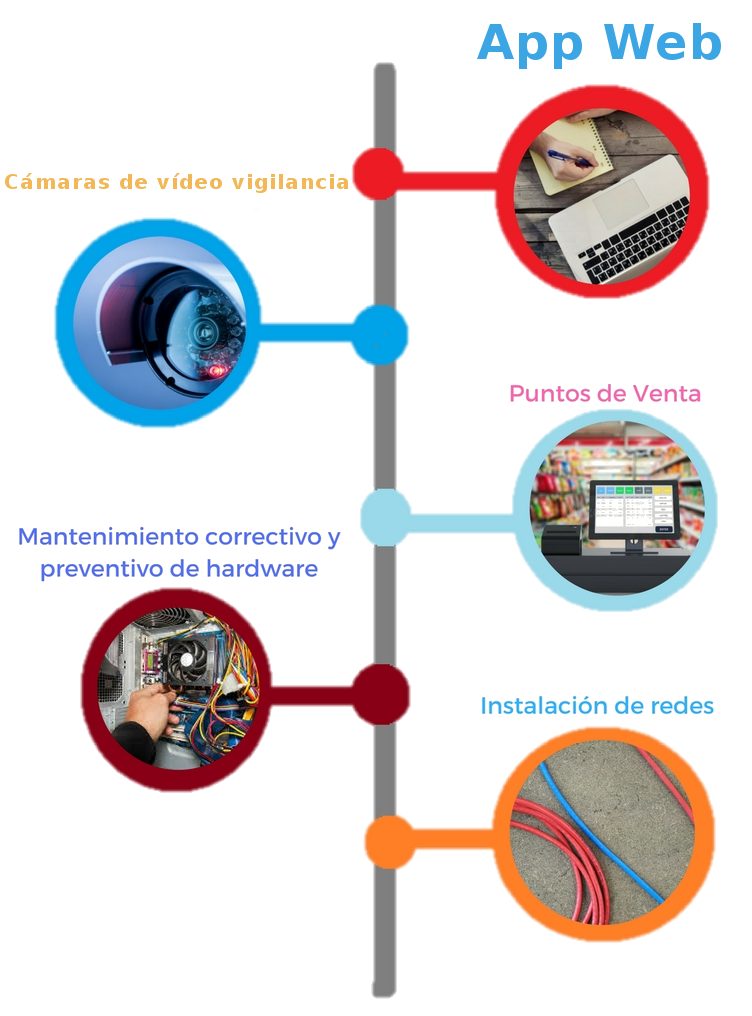 App Web
Cámaras de vídeo vigilancia
Puntos de Venta
Mantenimiento correctivo y
preventivo de hardware
Instalación de redes